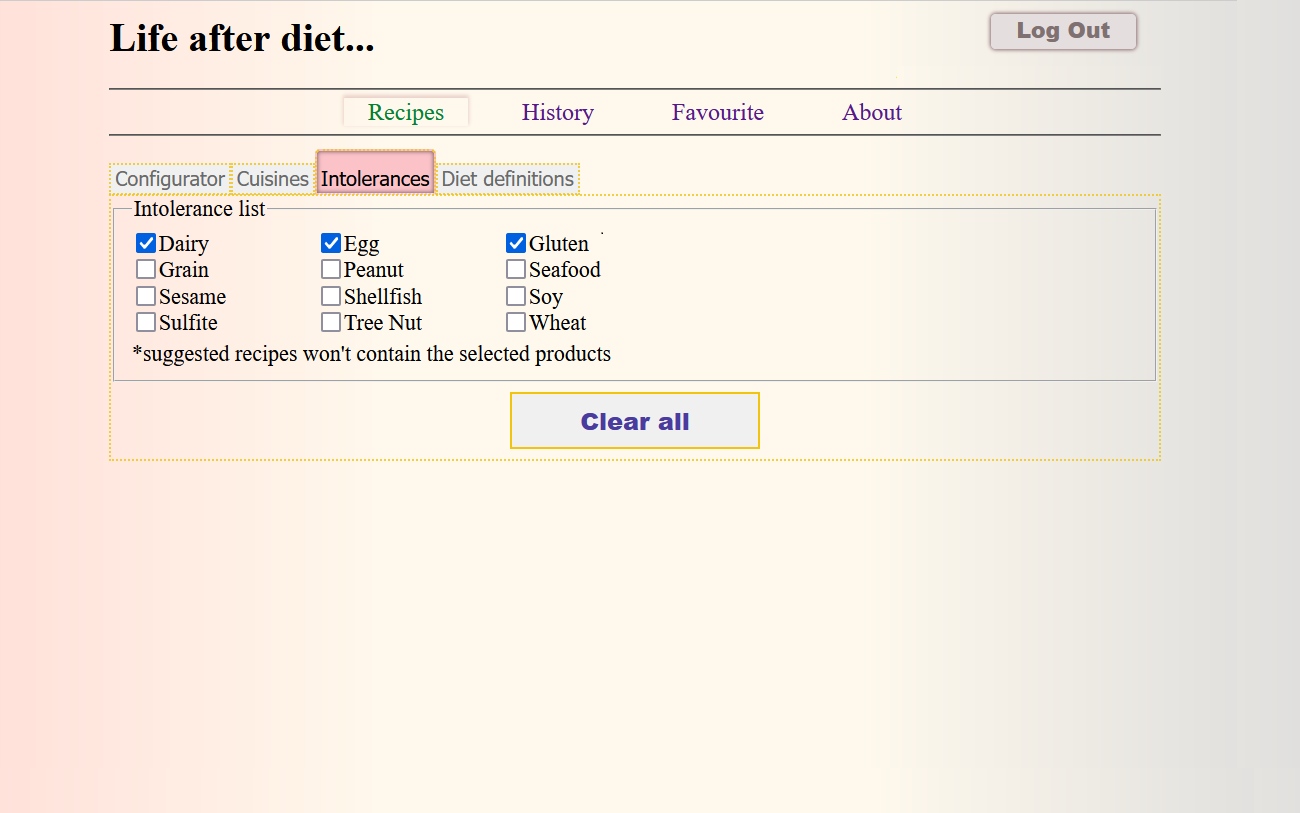 Life after diet...
Log Out
Recipes History Favourite About
Configurator Cuisines Intolerances Diet definitions
Intolerance list
Dairy Egg Gluten
Grain Peanut Seafood
Sesame Shellfish Soy
Sulfite Tree Nut Wheat
*suggested recipes won't contain the selected products
Clear all